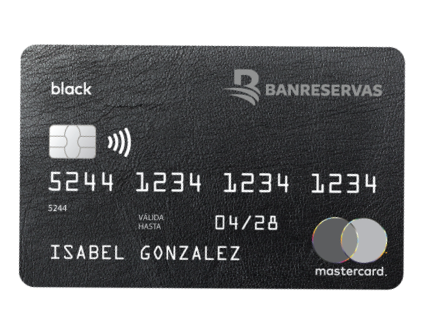 black
BANRESERVAS
5244 1234 1234 1234
5244
VÁLIDA
HASTA
04/28
ISABEL GONZALEZ
mastercard.